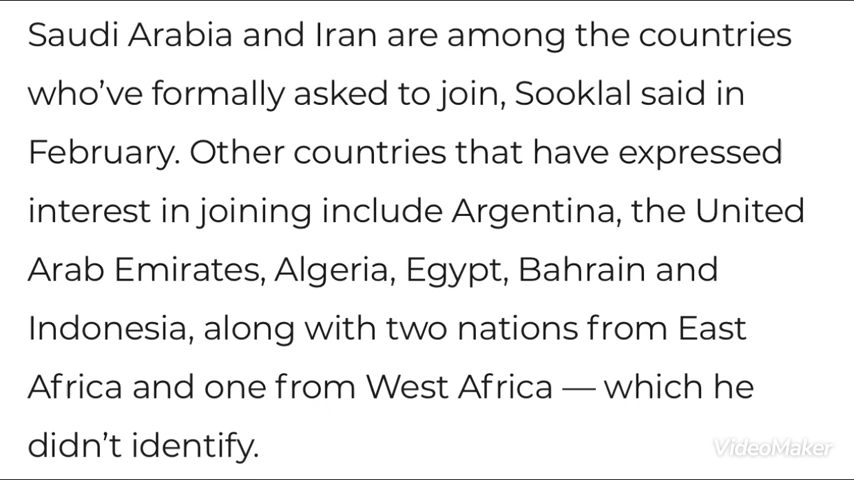 Saudi Arabia and Iran are among the countries
who’ve formally asked to join, Sooklal said in
February. Other countries that have expressed
interest in joining include Argentina, the United
Arab Emirates, Algeria, Egypt, Bahrain and
Indonesia, along with two nations from East
Africa and one from West Africa — which he
didn’t identify.
VideoMaker